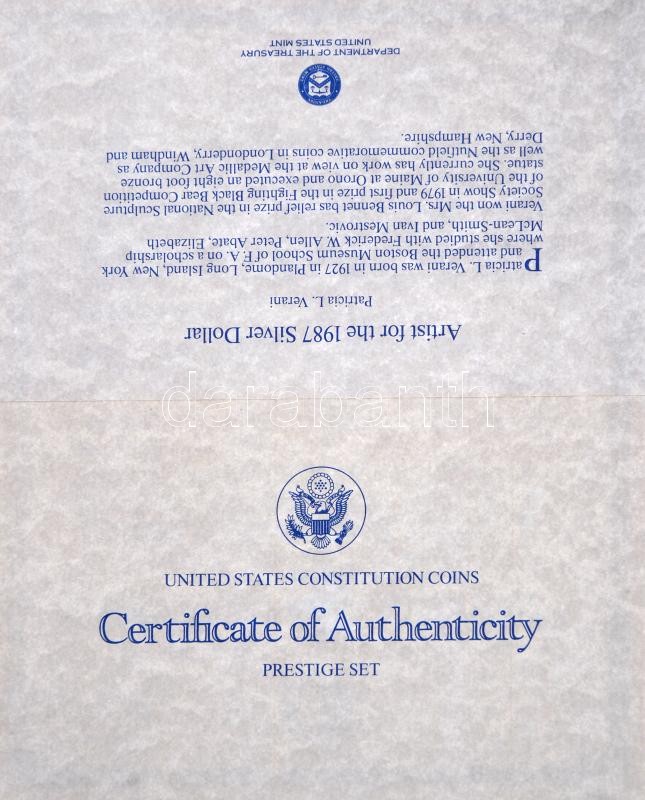 Artist for the 1987 Silver Dollar
Patricia L. Verani
Patricia L. Verani was born in 1927 in Plandome, Long Island, New York
and attended the Boston Museum School of F.A. on a scholarship
where she studied with Frederick W. Allen, Peter Abate, Elizabeth
McLean-Smith, and Ivan Mestrovic.
Verani won the Mrs. Louis Bennet bas relief prize in the National Sculpture
Society Show in 1979 and first prize in the Fighting Black Bear Competition
of the University of Maine at Orono and executed an eight foot bronze
statue. She currently has work on view at the Medallic Art Company as
well as the Nutfield commemorative coins in Londonderry, Windham and
Derry, New Hampshire.
DEPARTMENT OF THE TREASURY
UNITED STATES MINT
darabanth
UNITED STATES CONSTITUTION COINS
Certificate of Authenticity
PRESTIGE SET